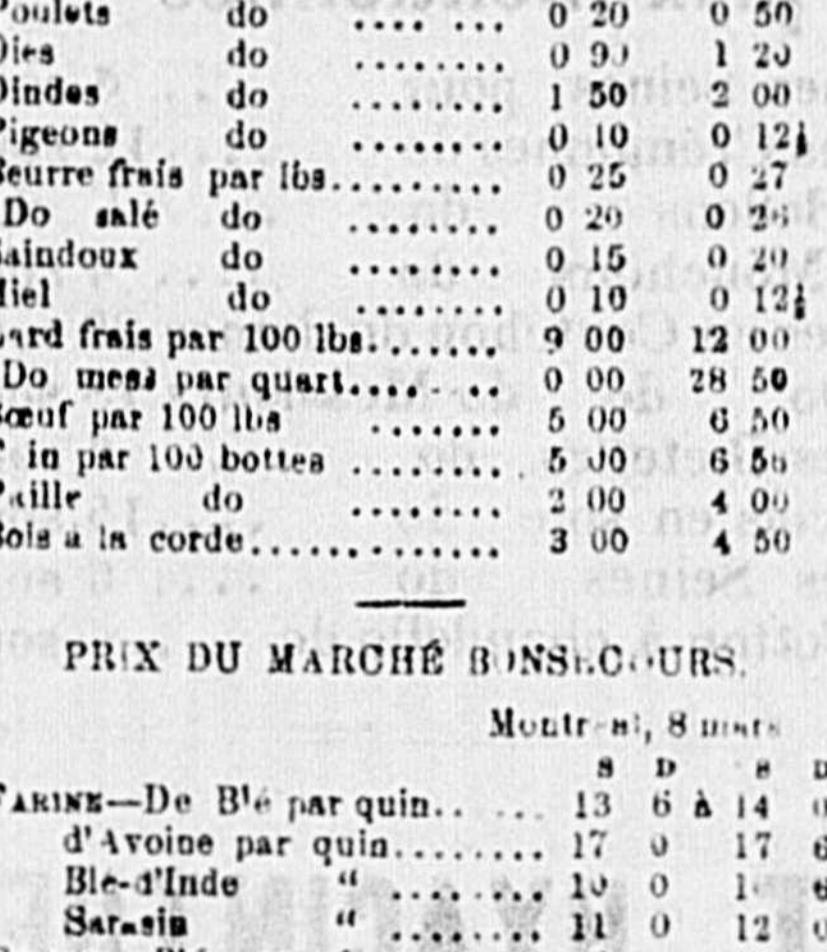 Poulets do .... ... 0 20 0 50
Oies do ........ 0 90 1 20
Dindes do ........ 1 50 2 00
Pigeons do ........ 0 10 0 12½
Beurre frais par lbs......... 0 25 0 27
Do salé do ........ 0 20 0
Saindoux do ........ 0 15 0 20
Miel do ........ 0 10 0 12½
Lard frais par 100 lbs....... 9 00 12 00
Do mess par quart.... .. 0 00 28 50
Bœuf par 100 lbs ....... 5 00 6 50
in par 100 bottes ........ 5 00 6 50
Paille do ........ 2 00 4 00
Bois a la corde............. 3 00 4 50
PRIX DU MARCHÉ BONSECOURS.
Montreal, 8 mars
S D S D
FARINE—De Blé par quin.. ... 13 6 à 14
d'Avoine par quin........ 17 0 17 6
Blé-d'Inde “ ........ 10 0 6
Sarasin “ ........ 11 0 12